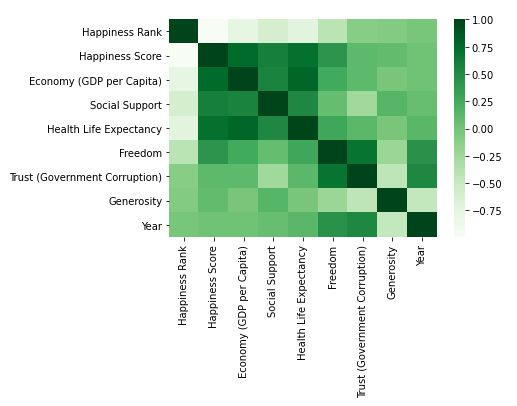 Happiness Rank
Happiness Score
Economy (GDP per Capita)
Social Support
Health Life Expectancy
Freedom
Trust (Government Corruption)
Generosity
Year
Happiness Rank
Happiness Score
Economy (GDP per Capita)
Social Support
Health Life Expectancy
Freedom
Trust (Government Corruption)
Generosity
Year
1.00
0.75
0.50
0.25
0.00
−0.25
−0.50
−0.75